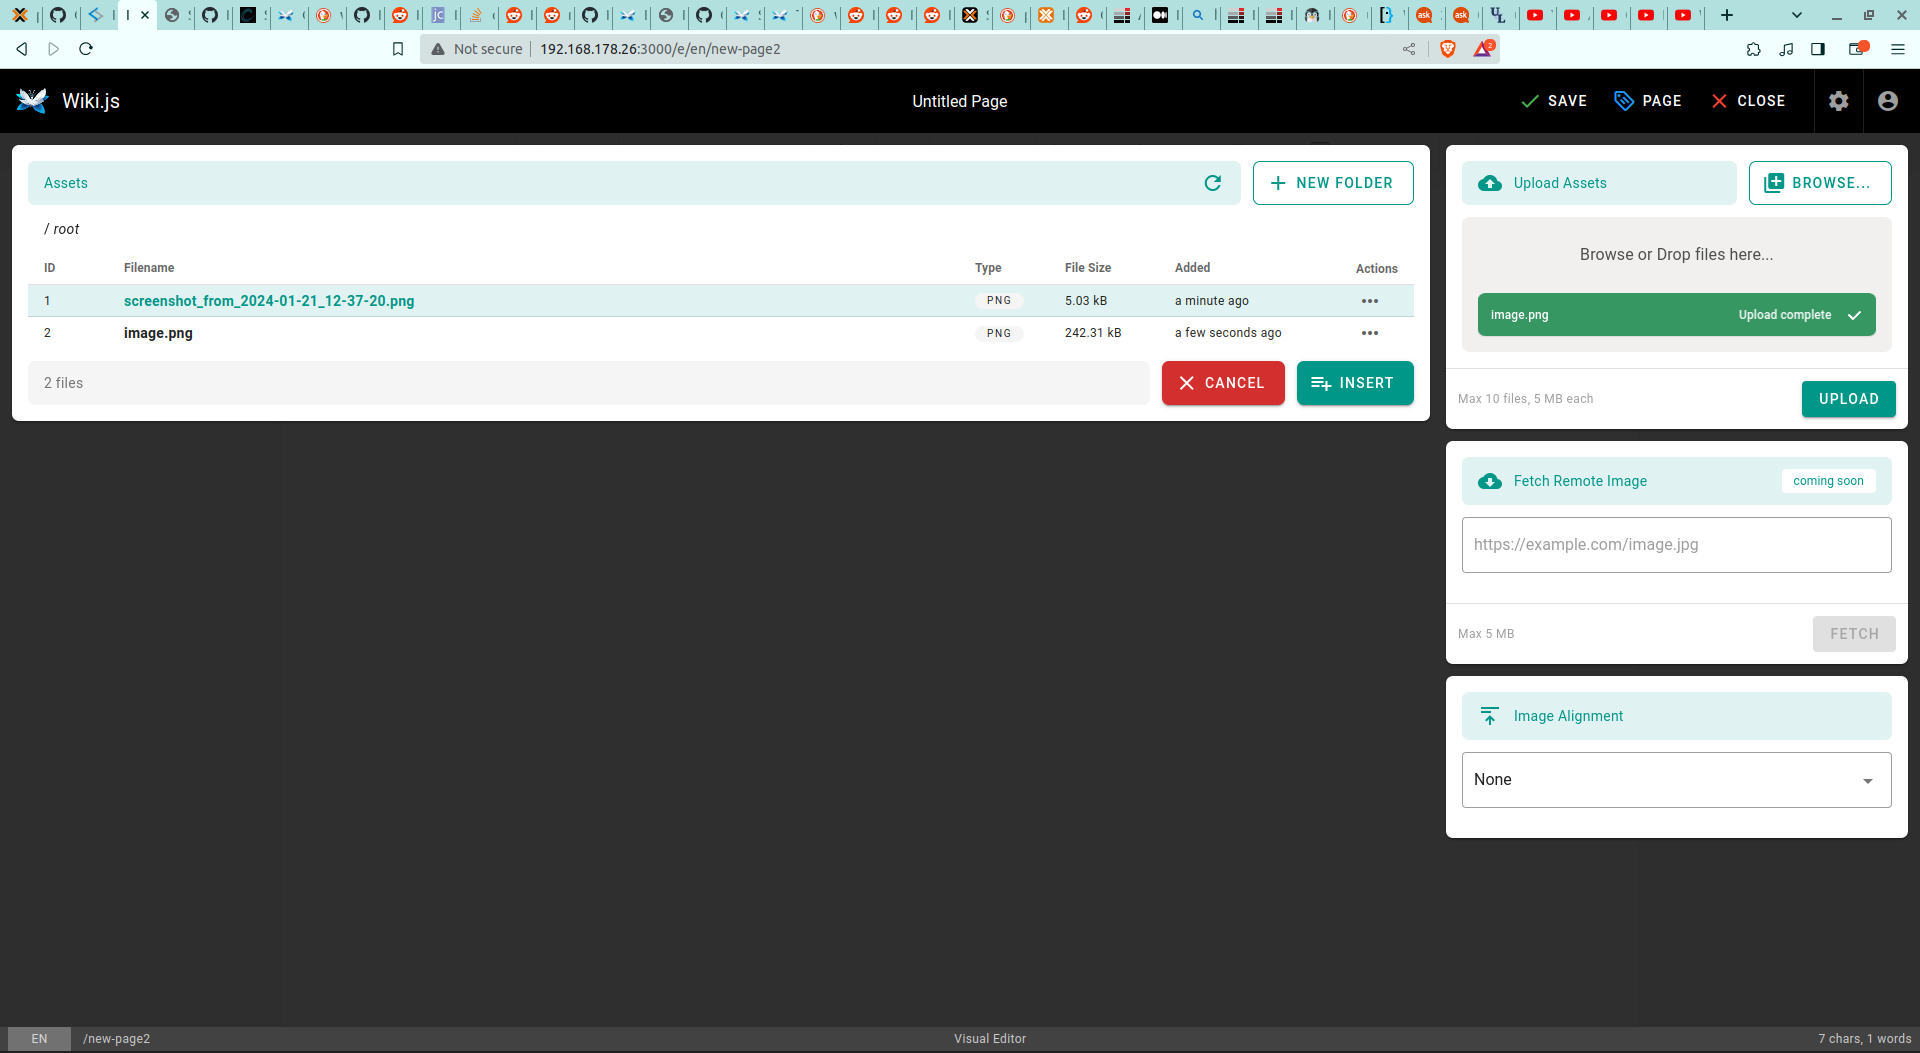 Not secure
192.168.178.26:3000/e/en/new-page2
2
Wiki.js
Untitled Page
SAVE
PAGE
CLOSE
Assets
NEW FOLDER
/ root
ID Filename Type File Size Added Actions
1 screenshot_from_2024-01-21_12-37-20.png PNG 5.03 kB a minute ago
2 image.png PNG 242.31 kB a few seconds ago
2 files
CANCEL
INSERT
Upload Assets
BROWSE...
Browse or Drop files here...
image.png Upload complete
Max 10 files, 5 MB each
UPLOAD
Fetch Remote Image
coming soon
https://example.com/image.jpg
Max 5 MB
FETCH
Image Alignment
None
EN
/new-page2
Visual Editor
7 chars, 1 words